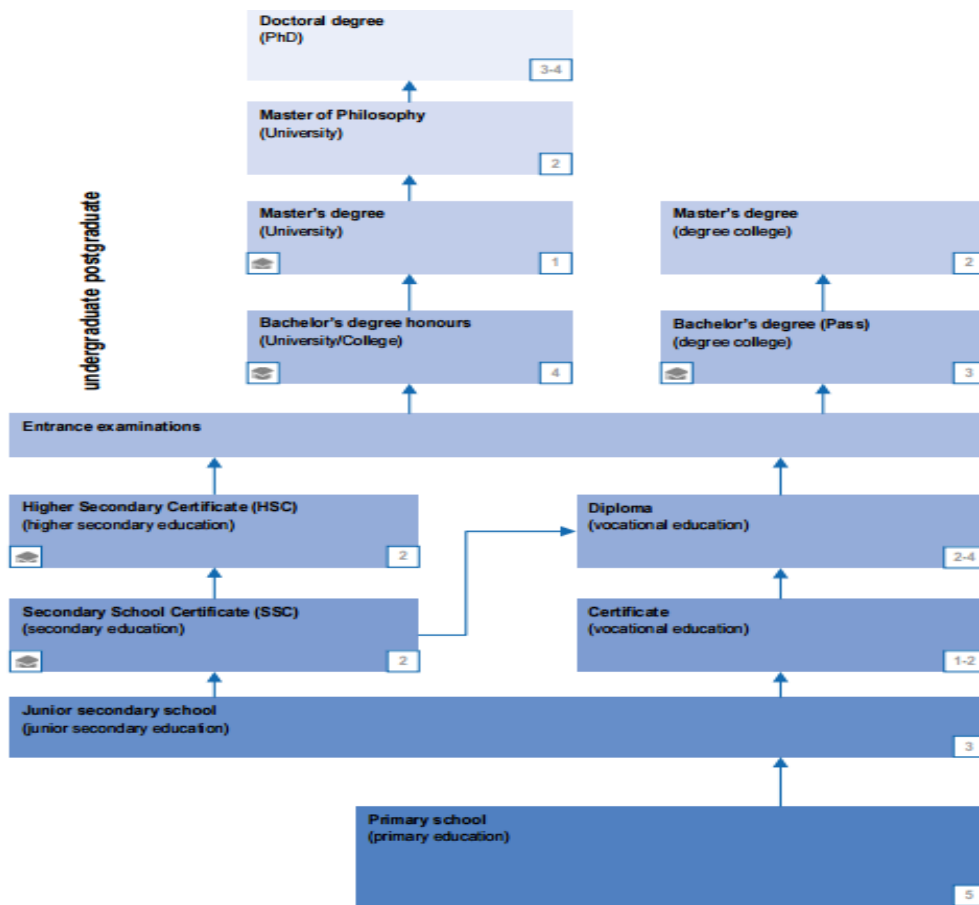 Doctoral degree
(PhD)
3-4
Master of Philosophy
(University)
2
Master's degree
(University)
1
Master's degree
(degree college)
2
undergraduate postgraduate
Bachelor's degree honours
(University/College)
4
Bachelor's degree (Pass)
(degree college)
3
Entrance examinations
Higher Secondary Certificate (HSC)
(higher secondary education)
2
Diploma
(vocational education)
2-4
Secondary School Certificate (SSC)
(secondary education)
2
Certificate
(vocational education)
1-2
Junior secondary school
(junior secondary education)
3
Primary school
(primary education)
5